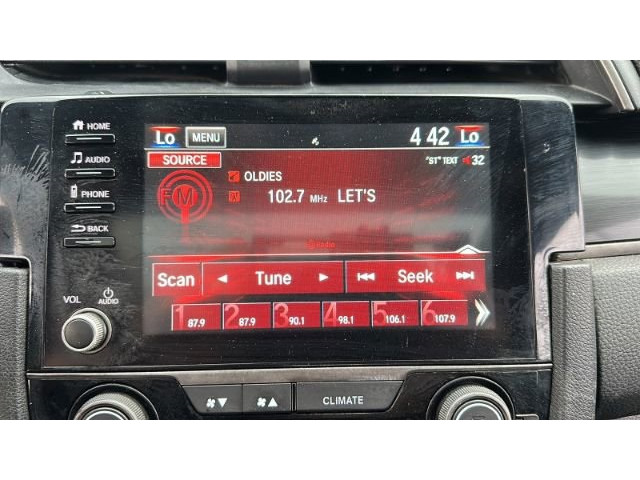 HOME
AUDIO
PHONE
BACK
VOL
AUDIO
Lo MENU 4 42 Lo
SOURCE "ST" TEXT 32
FM
OLDIES
102.7 MHz LET'S
Scan Tune Seek
1 87.9 2 87.9 3 90.1 4 98.1 5 106.1 6 107.9
CLIMATE